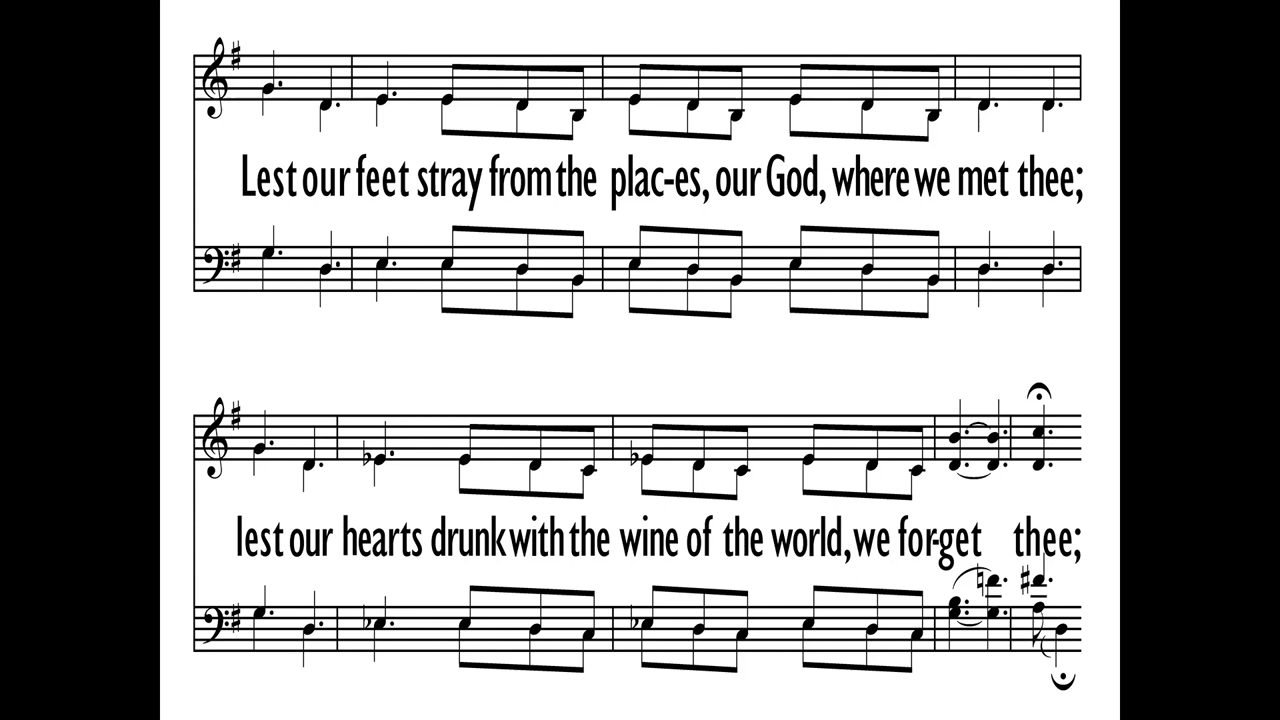 Lest our feet stray from the plac-es, our God, where we met thee;
lest our hearts drunk with the wine of the world, we for-get thee;